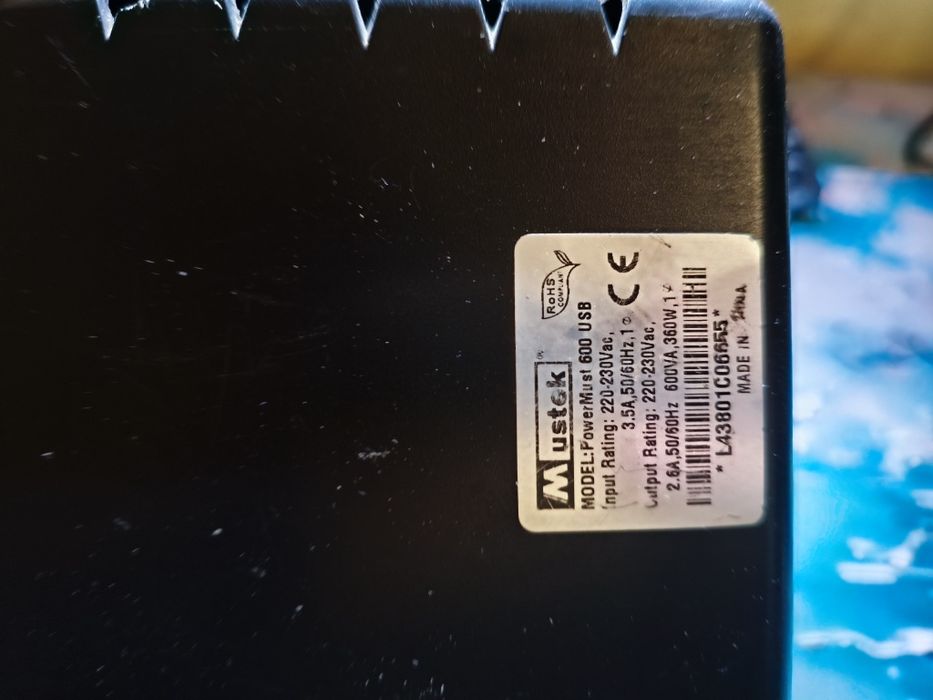 Mustek
RoHS
COMPLIANT
MODEL:PowerMust 600 USB
Input Rating: 220-230Vac,
3.5A,50/60Hz,1∅
CE
Output Rating: 220-230Vac,
2.6A,50/60Hz 600VA,360W,1∅
* L43801C06655*
MADE IN